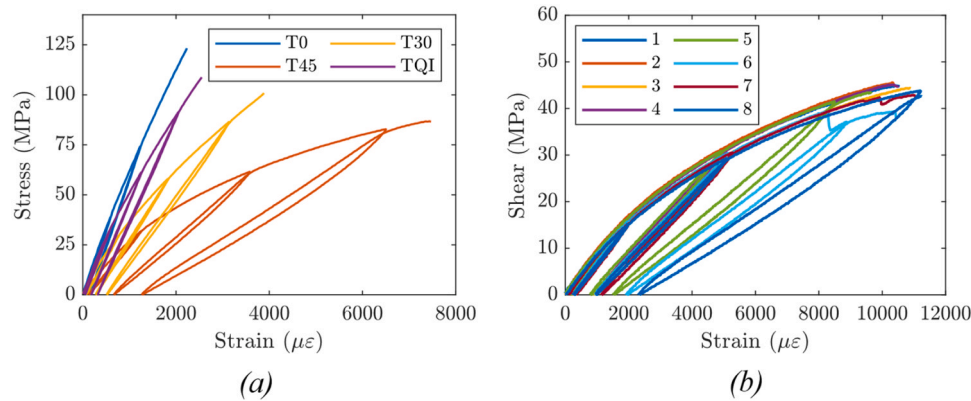 125
100
75
50
25
0
Stress (MPa)
T0 T30
T45 TQI
0 2000 4000 6000 8000
Strain (με)
(a)
60
50
40
30
20
10
0
Shear (MPa)
1 5
2 6
3 7
4 8
0 2000 4000 6000 8000 10000 12000
Strain (με)
(b)